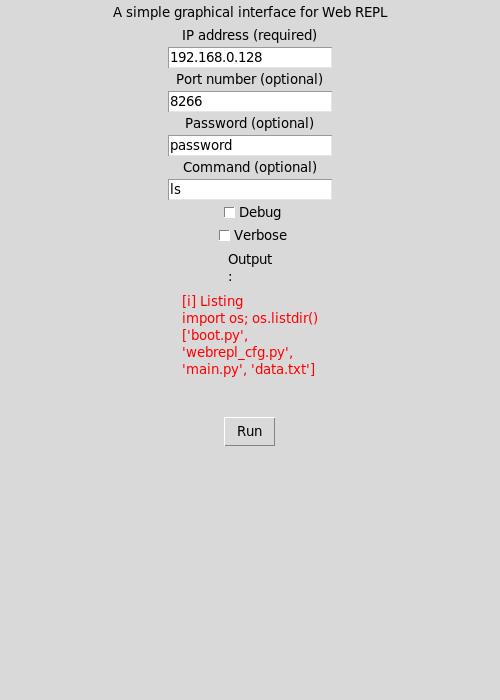 A simple graphical interface for Web REPL
IP address (required)
192.168.0.128
Port number (optional)
8266
Password (optional)
password
Command (optional)
ls
Debug
Verbose
Output
:
[i] Listing
import os; os.listdir()
['boot.py',
'webrepl_cfg.py',
'main.py', 'data.txt']
Run